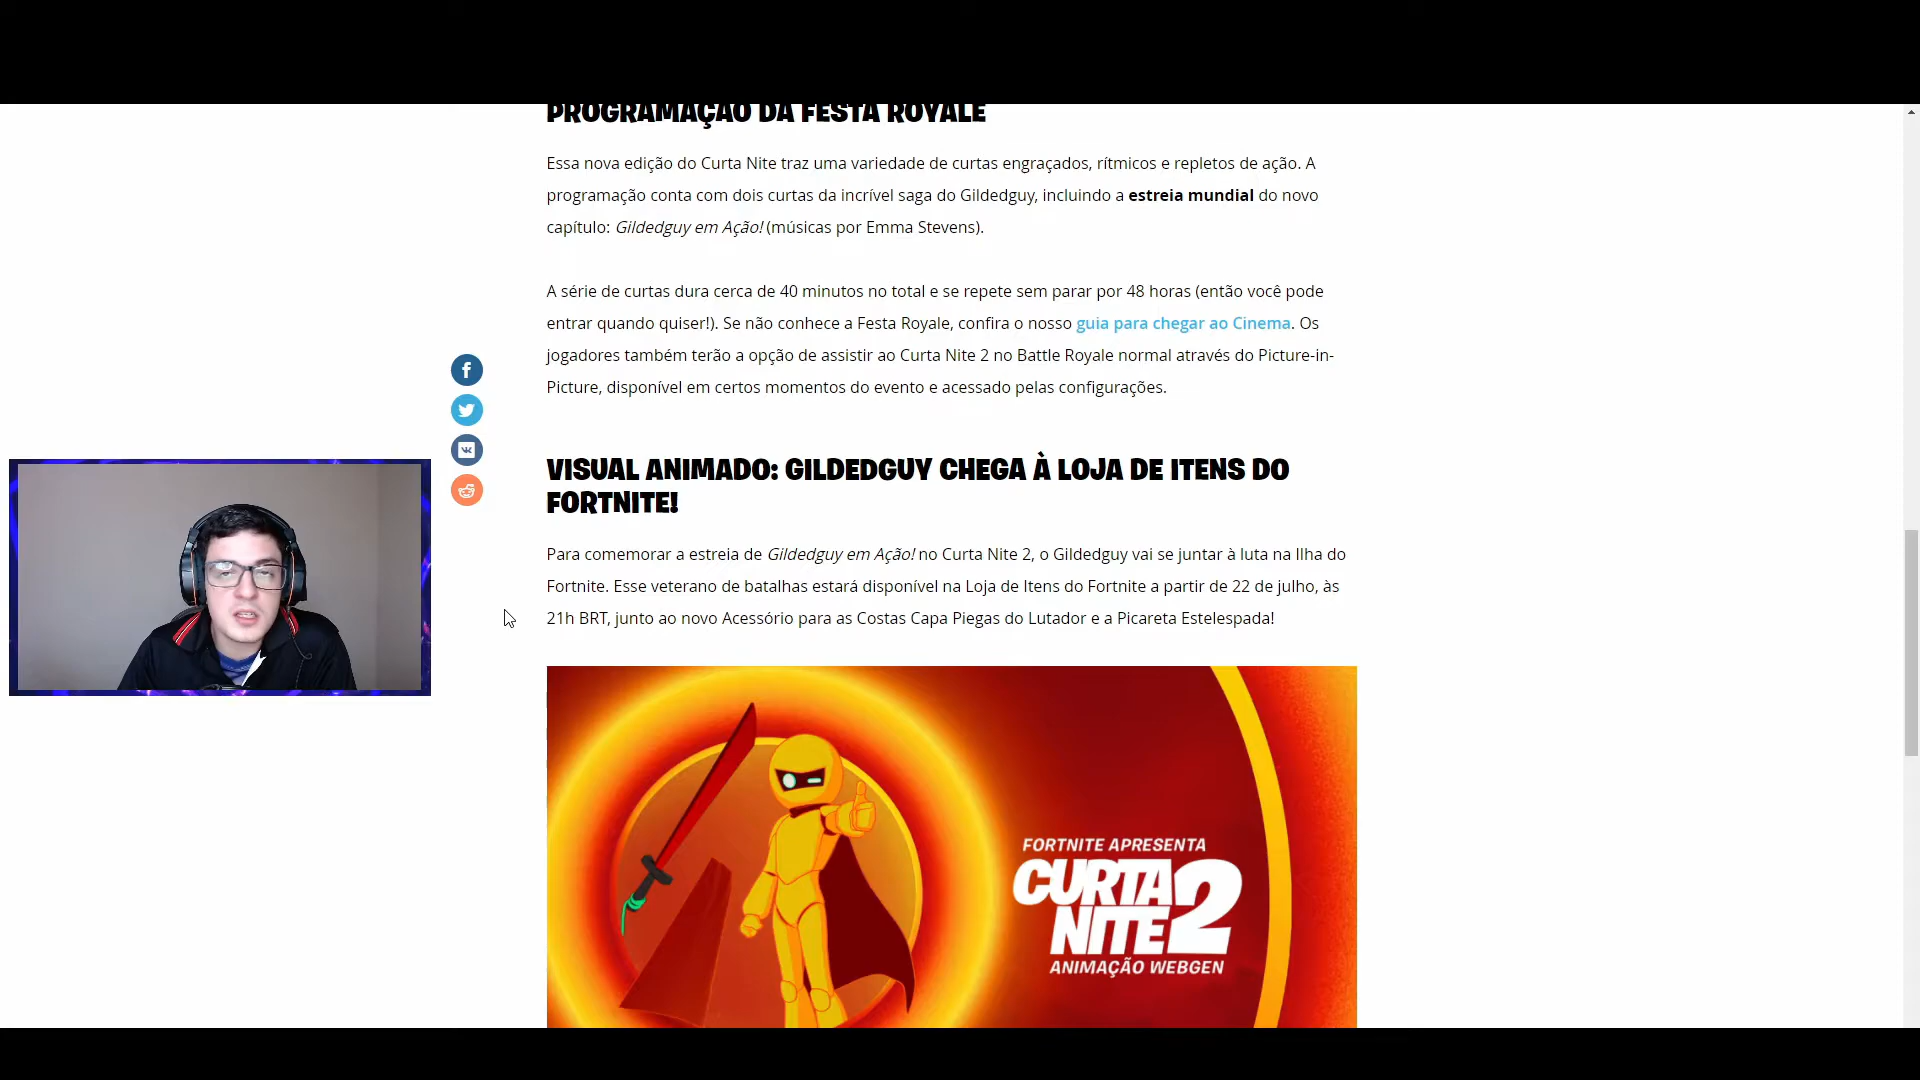 PROGRAMAÇÃO DA FESTA ROYALE
Essa nova edição do Curta Nite traz uma variedade de curtas engraçados, rítmicos e repletos de ação. A
programação conta com dois curtas da incrível saga do Gildedguy, incluindo a estreia mundial do novo
capítulo: Gildedguy em Ação! (músicas por Emma Stevens).
A série de curtas dura cerca de 40 minutos no total e se repete sem parar por 48 horas (então você pode
entrar quando quiser!). Se não conhece a Festa Royale, confira o nosso guia para chegar ao Cinema. Os
jogadores também terão a opção de assistir ao Curta Nite 2 no Battle Royale normal através do Picture-in-
Picture, disponível em certos momentos do evento e acessado pelas configurações.
VISUAL ANIMADO: GILDEDGUY CHEGA À LOJA DE ITENS DO
FORTNITE!
Para comemorar a estreia de Gildedguy em Ação! no Curta Nite 2, o Gildedguy vai se juntar à luta na Ilha do
Fortnite. Esse veterano de batalhas estará disponível na Loja de Itens do Fortnite a partir de 22 de julho, às
21h BRT, junto ao novo Acessório para as Costas Capa Piegas do Lutador e a Picareta Estelespada!
FORTNITE APRESENTA
CURTA
NITE 2
ANIMAÇÃO WEBGEN